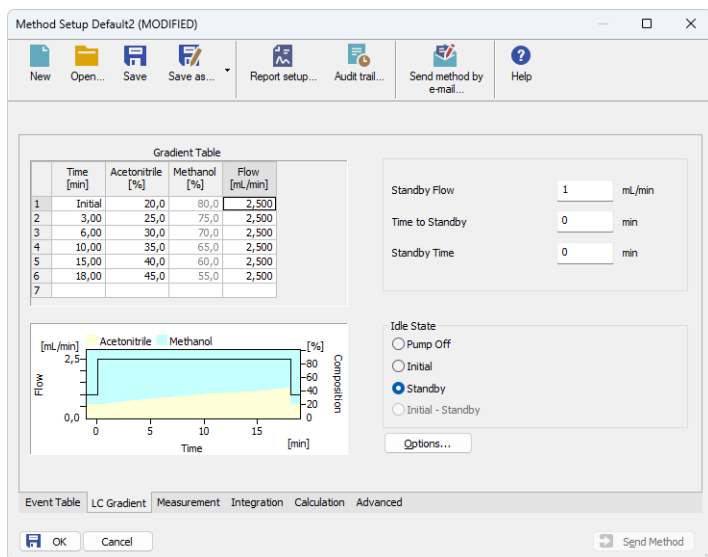 Method Setup Default2 (MODIFIED)
New Open... Save Save as... Report setup... Audit trail... Send method by e-mail... Help
Gradient Table
Time [min] Acetonitrile [%] Methanol [%] Flow [mL/min]
1 Initial 20,0 80,0 2,500
2 3,00 25,0 75,0 2,500
3 6,00 30,0 70,0 2,500
4 10,00 35,0 65,0 2,500
5 15,00 40,0 60,0 2,500
6 18,00 45,0 55,0 2,500
7
Standby Flow 1 mL/min
Time to Standby 0 min
Standby Time 0 min
[mL/min] Acetonitrile Methanol [%]
2,5
0,0
Flow
80
60
40
20
0
Composition
0 5 10 15
Time [min]
Idle State
Pump Off
Initial
Standby
Initial - Standby
Options...
Event Table LC Gradient Measurement Integration Calculation Advanced
OK Cancel Send Method